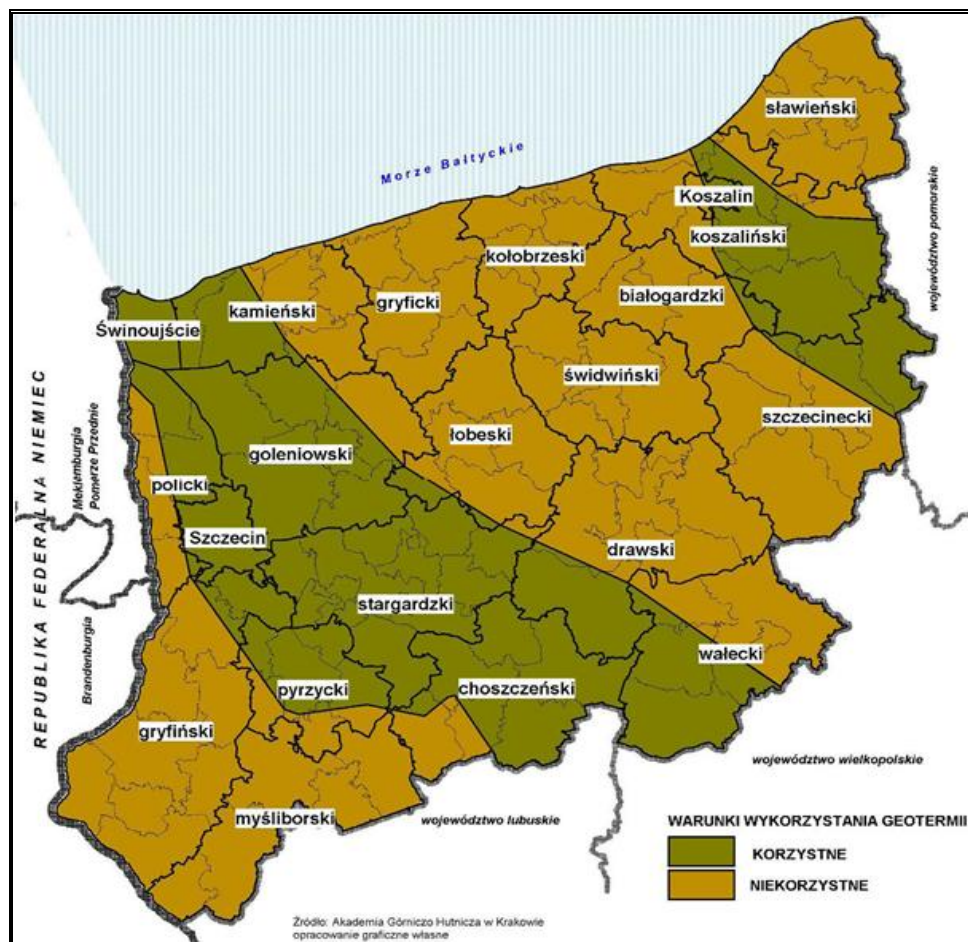 sławieński
Morze Bałtyckie
Koszalin
koszaliński
województwo pomorskie
kołobrzeski
białogardzki
gryficki
kamieński
Świnoujście
świdwiński
szczecinecki
łobeski
goleniowski
REPUBLIKA FEDERALNA NIEMIEC
Meklemburgia
Pomorze Przednie
policki
Szczecin
drawski
stargardzki
wałecki
Brandenburgia
pyrzycki
choszczeński
gryfiński
województwo wielkopolskie
myśliborski
województwo lubuskie
WARUNKI WYKORZYSTANIA GEOTERMII
KORZYSTNE
NIEKORZYSTNE
Źródło: Akademia Górniczo Hutnicza w Krakowie
opracowanie graficzne własne